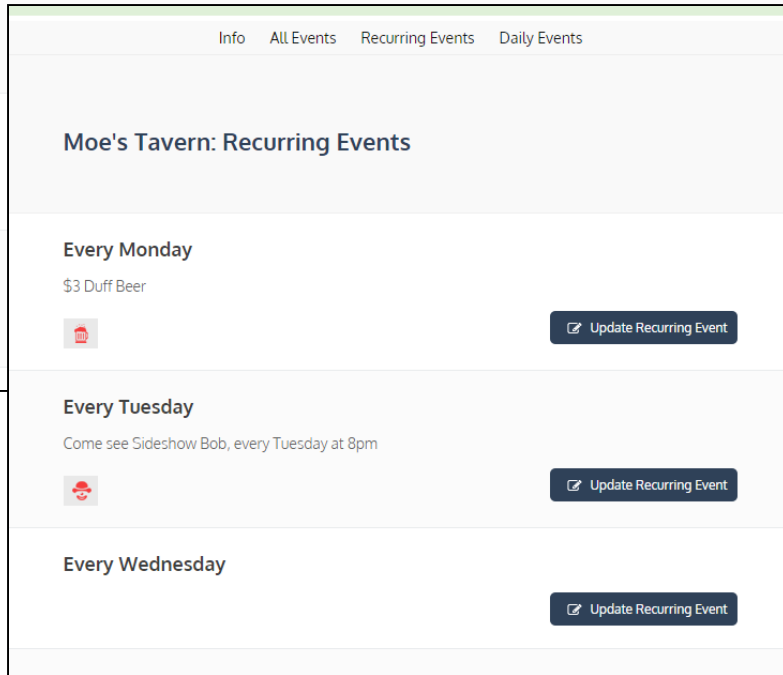 Info All Events Recurring Events Daily Events
Moe's Tavern: Recurring Events
Every Monday
$3 Duff Beer
Update Recurring Event
Every Tuesday
Come see Sideshow Bob, every Tuesday at 8pm
Update Recurring Event
Every Wednesday
Update Recurring Event